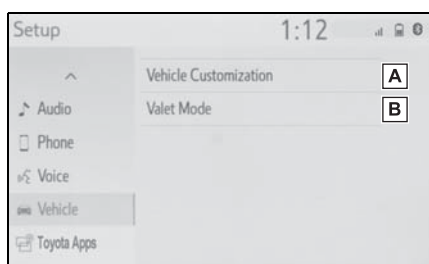 Setup
1:12
Vehicle Customization
A
Valet Mode
B
Audio
Phone
Voice
Vehicle
Toyota Apps